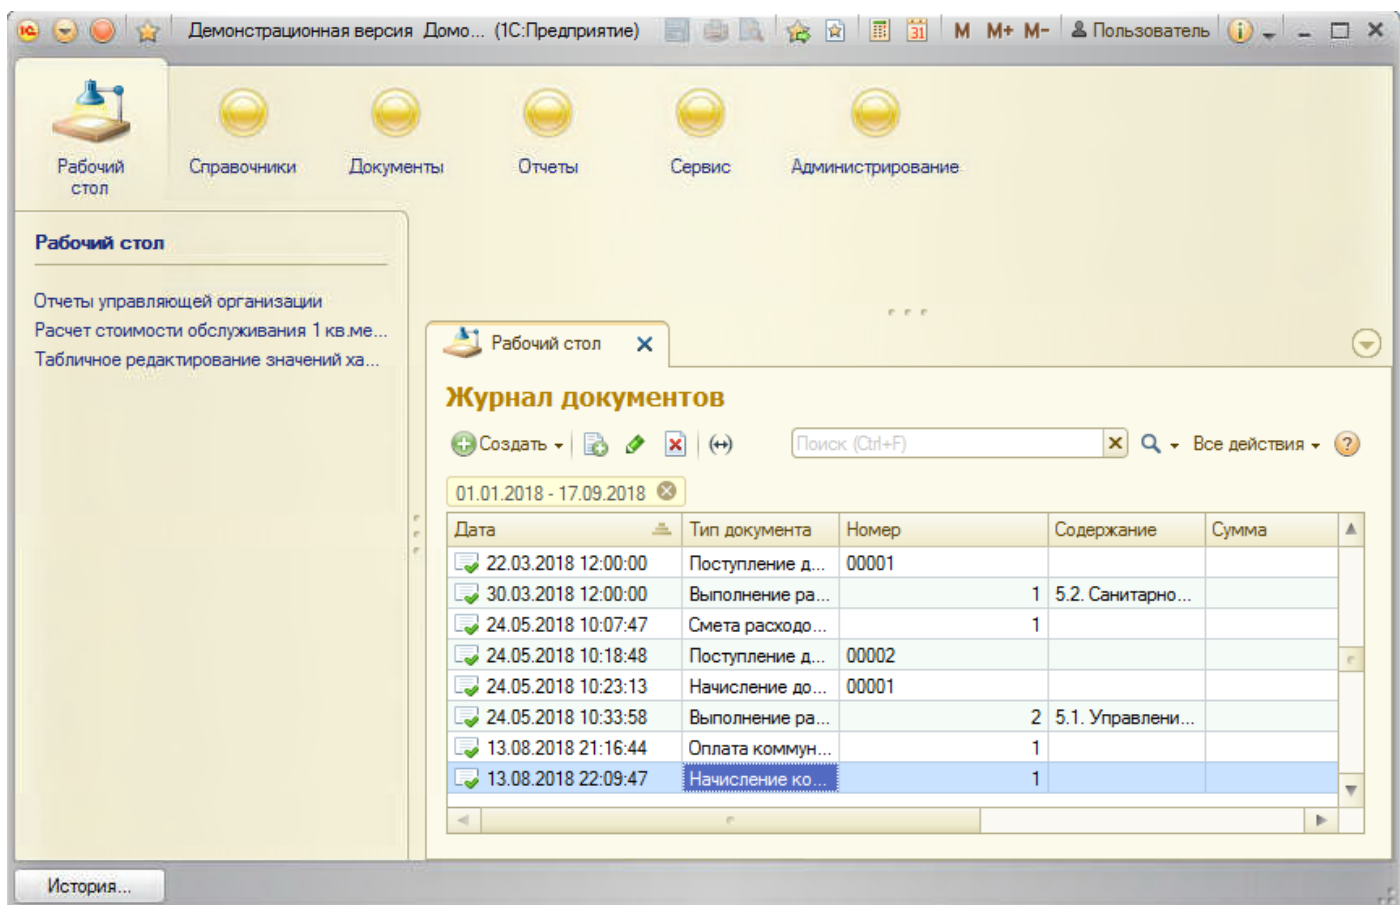 Демонстрационная версия Домо... (1С:Предприятие) 31 M M+ M- Пользователь
Рабочий стол
Справочники
Документы
Отчеты
Сервис
Администрирование
Рабочий стол
Отчеты управляющей организации
Расчет стоимости обслуживания 1 кв.ме...
Табличное редактирование значений ха...
Рабочий стол
Журнал документов
Создать Поиск (Ctrl+F) Все действия ?
01.01.2018 - 17.09.2018
Дата Тип документа Номер Содержание Сумма
22.03.2018 12:00:00 Поступление д... 00001
30.03.2018 12:00:00 Выполнение ра... 1 5.2. Санитарно...
24.05.2018 10:07:47 Смета расходо... 1
24.05.2018 10:18:48 Поступление д... 00002
24.05.2018 10:23:13 Начисление до... 00001
24.05.2018 10:33:58 Выполнение ра... 2 5.1. Управлени...
13.08.2018 21:16:44 Оплата коммун... 1
13.08.2018 22:09:47 Начисление ко... 1
История...